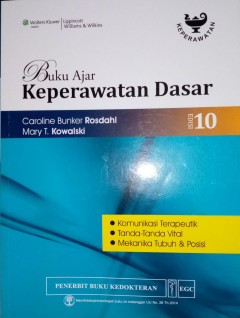 Wolters Kluwer
Lippincott
Williams & Wilkins
KEPERAWATAN
Buku Ajar
Keperawatan Dasar
Caroline Bunker Rosdahl
Mary T. Kowalski
EDISI 10
Komunikasi Terapeutik
Tanda-Tanda Vital
Mekanika Tubuh & Posisi
PENERBIT BUKU KEDOKTERAN
EGC